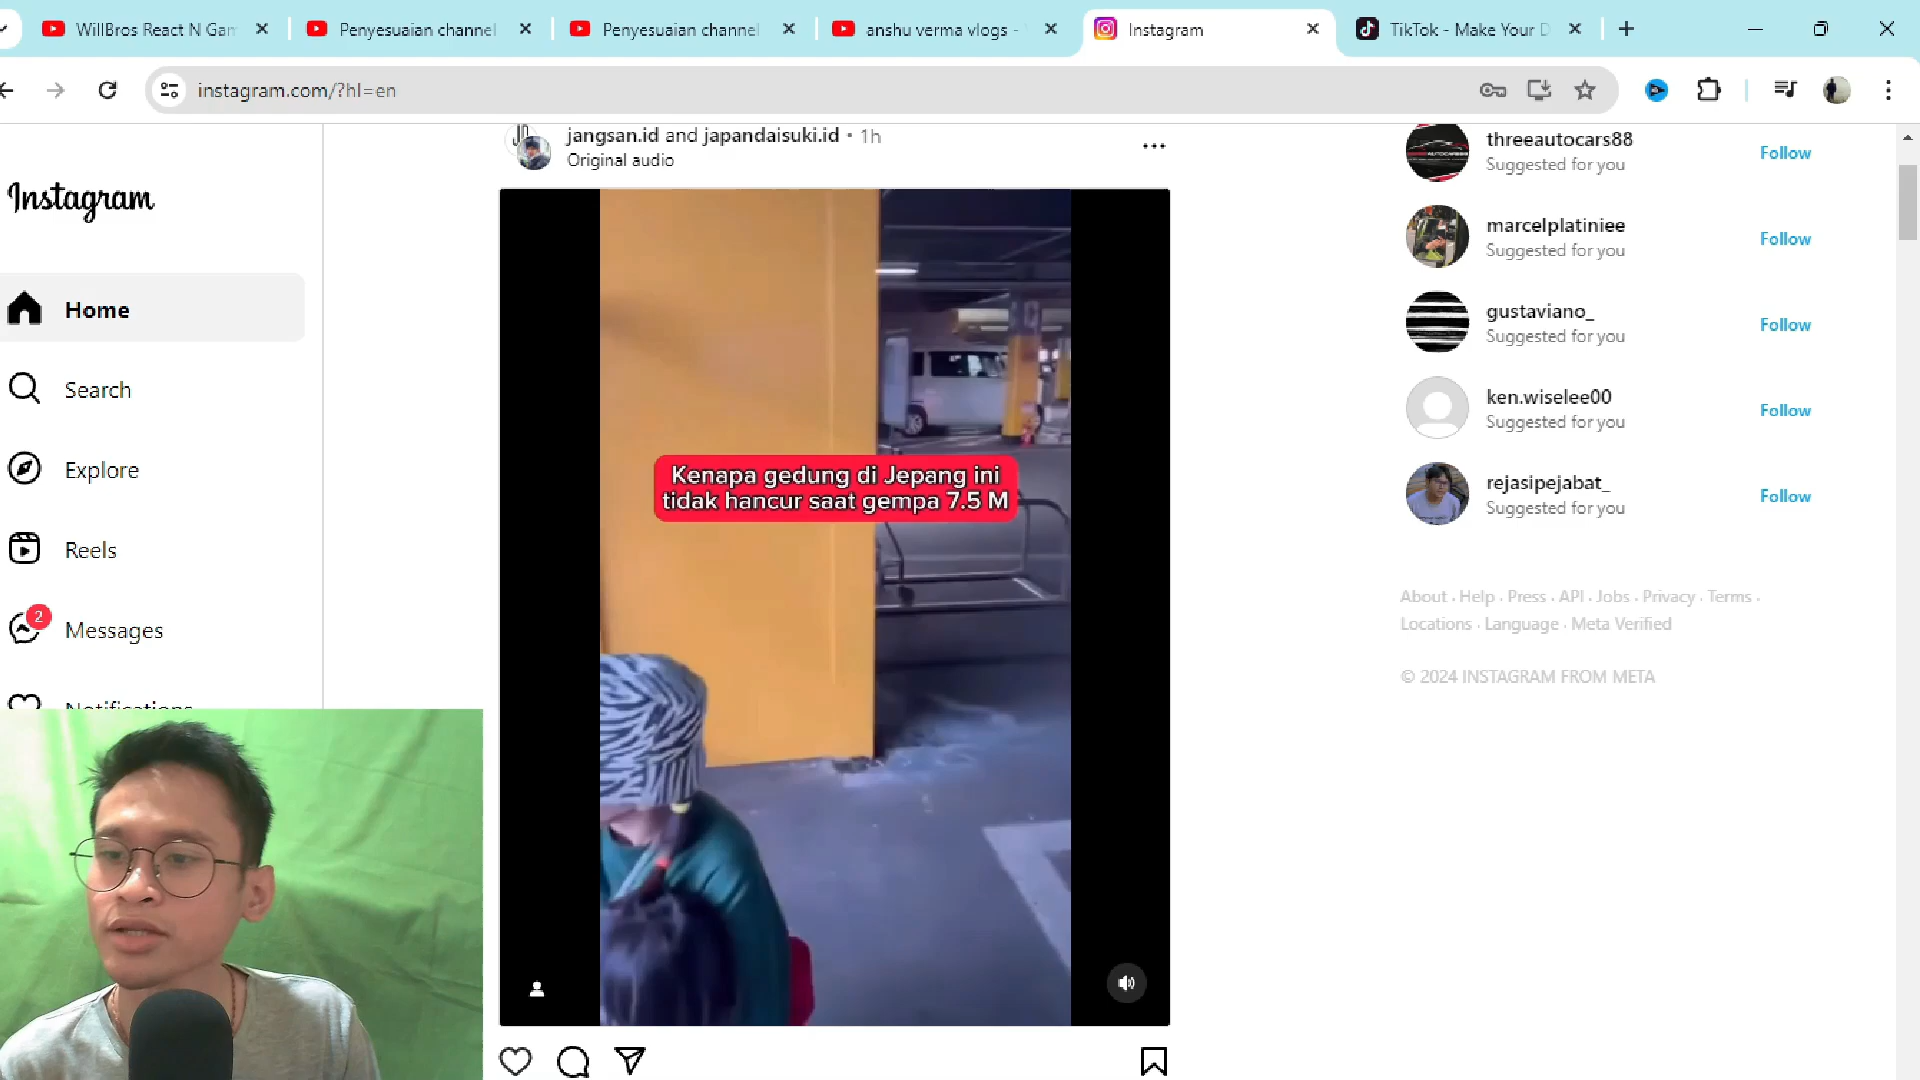 WillBros React N Gam
Penyesuaian channel
Penyesuaian channel
anshu verma vlogs -
Instagram
TikTok - Make Your D
instagram.com/?hl=en
Instagram
Home
Search
Explore
Reels
2
Messages
Notifications
jangsan.id and japandaisuki.id • 1h
Original audio
Kenapa gedung di Jepang ini
tidak hancur saat gempa 7.5 M
threeautocars88
Suggested for you
Follow
marcelplatiniee
Suggested for you
Follow
gustaviano_
Suggested for you
Follow
ken.wiselee00
Suggested for you
Follow
rejasipejabat_
Suggested for you
Follow
About · Help · Press · API · Jobs · Privacy · Terms ·
Locations · Language · Meta Verified
© 2024 INSTAGRAM FROM META